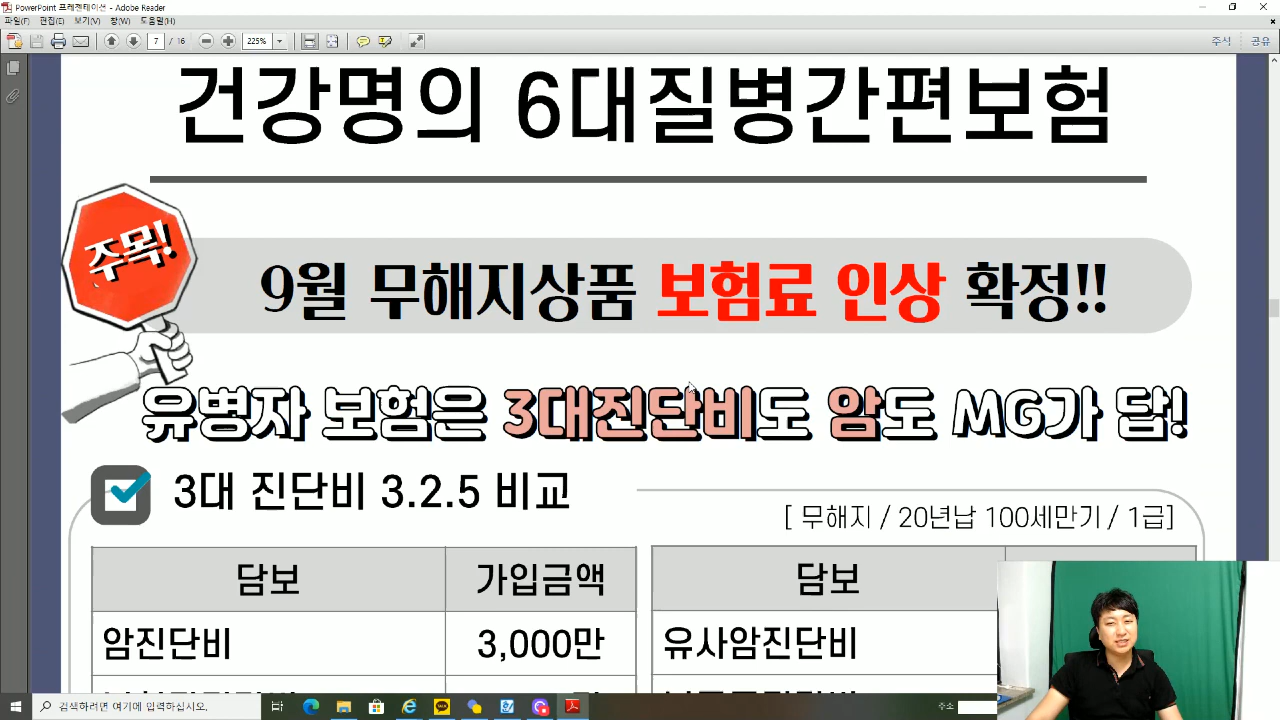 PowerPoint 프레젠테이션 - Adobe Reader
파일(F) 편집(E) 보기(V) 창(W) 도움말(H)
7 / 16 225% 주석 공유
건강명의 6대질병간편보험
주목!
9월 무해지상품 보험료 인상 확정!!
유병자 보험은 3대진단비도 암도 MG가 답!
3대 진단비 3.2.5 비교
[ 무해지 / 20년납 100세만기 / 1급]
담보 가입금액 담보
암진단비 3,000만 유사암진단비
검색하려면 여기에 입력하십시오.
주소